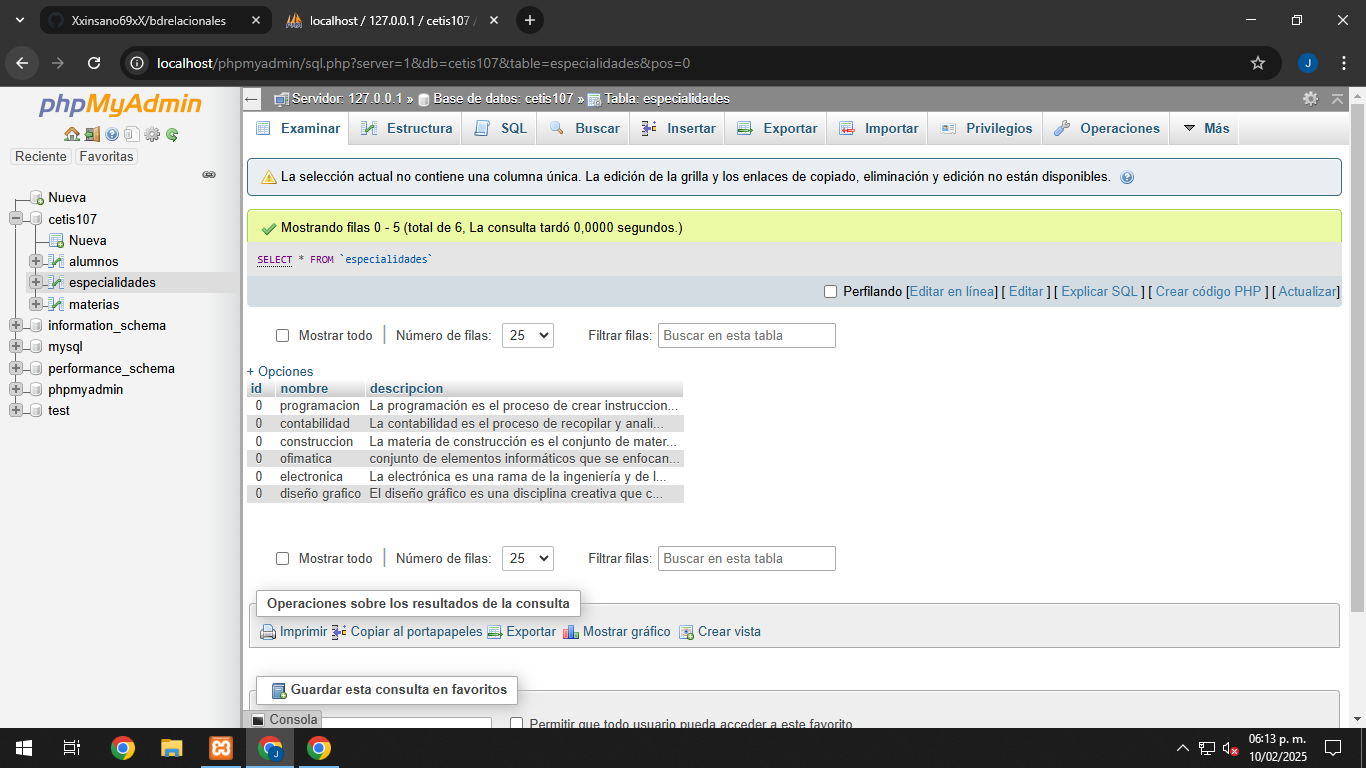 Xxinsano69xX/bdrelacionales
localhost / 127.0.0.1 / cetis107 /
localhost/phpmyadmin/sql.php?server=1&db=cetis107&table=especialidades&pos=0
J
phpMyAdmin
Reciente Favoritas
Nueva
cetis107
Nueva
alumnos
especialidades
materias
information_schema
mysql
performance_schema
phpmyadmin
test
Servidor: 127.0.0.1 » Base de datos: cetis107 » Tabla: especialidades
Examinar Estructura SQL Buscar Insertar Exportar Importar Privilegios Operaciones Más
La selección actual no contiene una columna única. La edición de la grilla y los enlaces de copiado, eliminación y edición no están disponibles.
Mostrando filas 0 - 5 (total de 6, La consulta tardó 0,0000 segundos.)
SELECT * FROM `especialidades`
Perfilando [Editar en línea] [ Editar ] [ Explicar SQL ] [ Crear código PHP ] [ Actualizar]
Mostrar todo Número de filas: 25 Filtrar filas: Buscar en esta tabla
+ Opciones
id nombre descripcion
0 programacion La programación es el proceso de crear instruccion...
0 contabilidad La contabilidad es el proceso de recopilar y anali...
0 construccion La materia de construcción es el conjunto de mater...
0 ofimatica conjunto de elementos informáticos que se enfocan...
0 electronica La electrónica es una rama de la ingeniería y de l...
0 diseño grafico El diseño gráfico es una disciplina creativa que c...
Mostrar todo Número de filas: 25 Filtrar filas: Buscar en esta tabla
Operaciones sobre los resultados de la consulta
Imprimir Copiar al portapapeles Exportar Mostrar gráfico Crear vista
Guardar esta consulta en favoritos
Consola
Permitir que todo usuario pueda acceder a este favorito
06:13 p. m.
10/02/2025